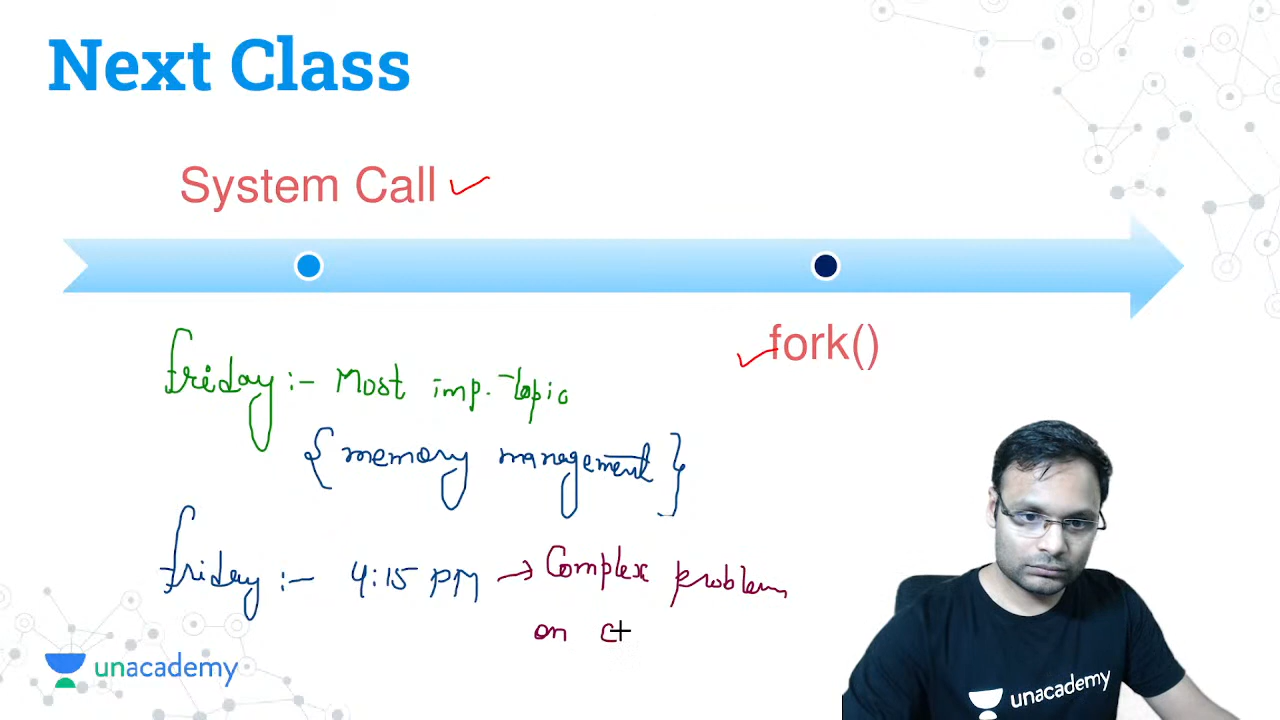 Next Class
System Call
fork()
friday :- Most imp. Topic
{ memory management }
friday :- 4:15 PM → Complex problem
on
unacademy
unacademy